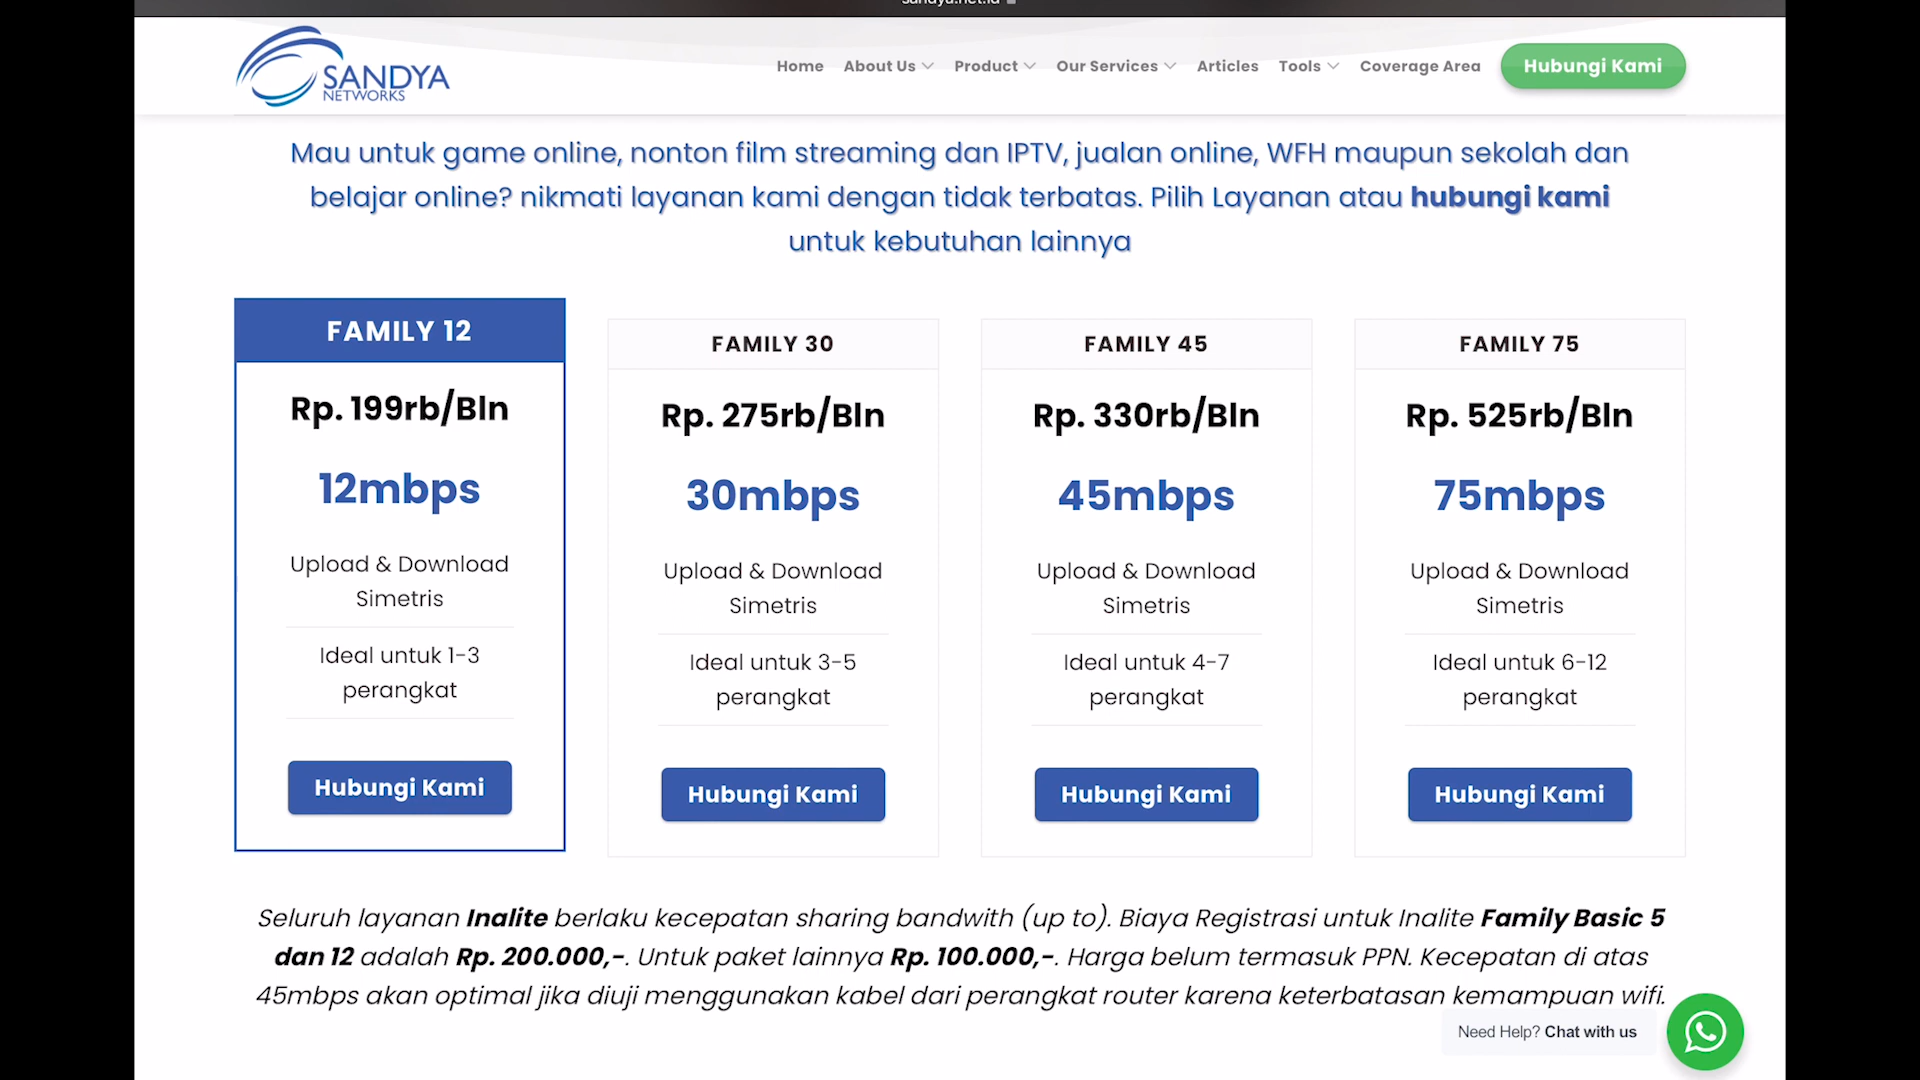 sandya.net.id
SANDYA
NETWORKS
Home
About Us
Product
Our Services
Articles
Tools
Coverage Area
Hubungi Kami
Mau untuk game online, nonton film streaming dan IPTV, jualan online, WFH maupun sekolah dan
belajar online? nikmati layanan kami dengan tidak terbatas. Pilih Layanan atau hubungi kami
untuk kebutuhan lainnya
FAMILY 12
Rp. 199rb/Bln
12mbps
Upload & Download
Simetris
Ideal untuk 1-3
perangkat
Hubungi Kami
FAMILY 30
Rp. 275rb/Bln
30mbps
Upload & Download
Simetris
Ideal untuk 3-5
perangkat
Hubungi Kami
FAMILY 45
Rp. 330rb/Bln
45mbps
Upload & Download
Simetris
Ideal untuk 4-7
perangkat
Hubungi Kami
FAMILY 75
Rp. 525rb/Bln
75mbps
Upload & Download
Simetris
Ideal untuk 6-12
perangkat
Hubungi Kami
Seluruh layanan Inalite berlaku kecepatan sharing bandwith (up to). Biaya Registrasi untuk Inalite Family Basic 5
dan 12 adalah Rp. 200.000,-. Untuk paket lainnya Rp. 100.000,-. Harga belum termasuk PPN. Kecepatan di atas
45mbps akan optimal jika diuji menggunakan kabel dari perangkat router karena keterbatasan kemampuan wifi.
Need Help? Chat with us